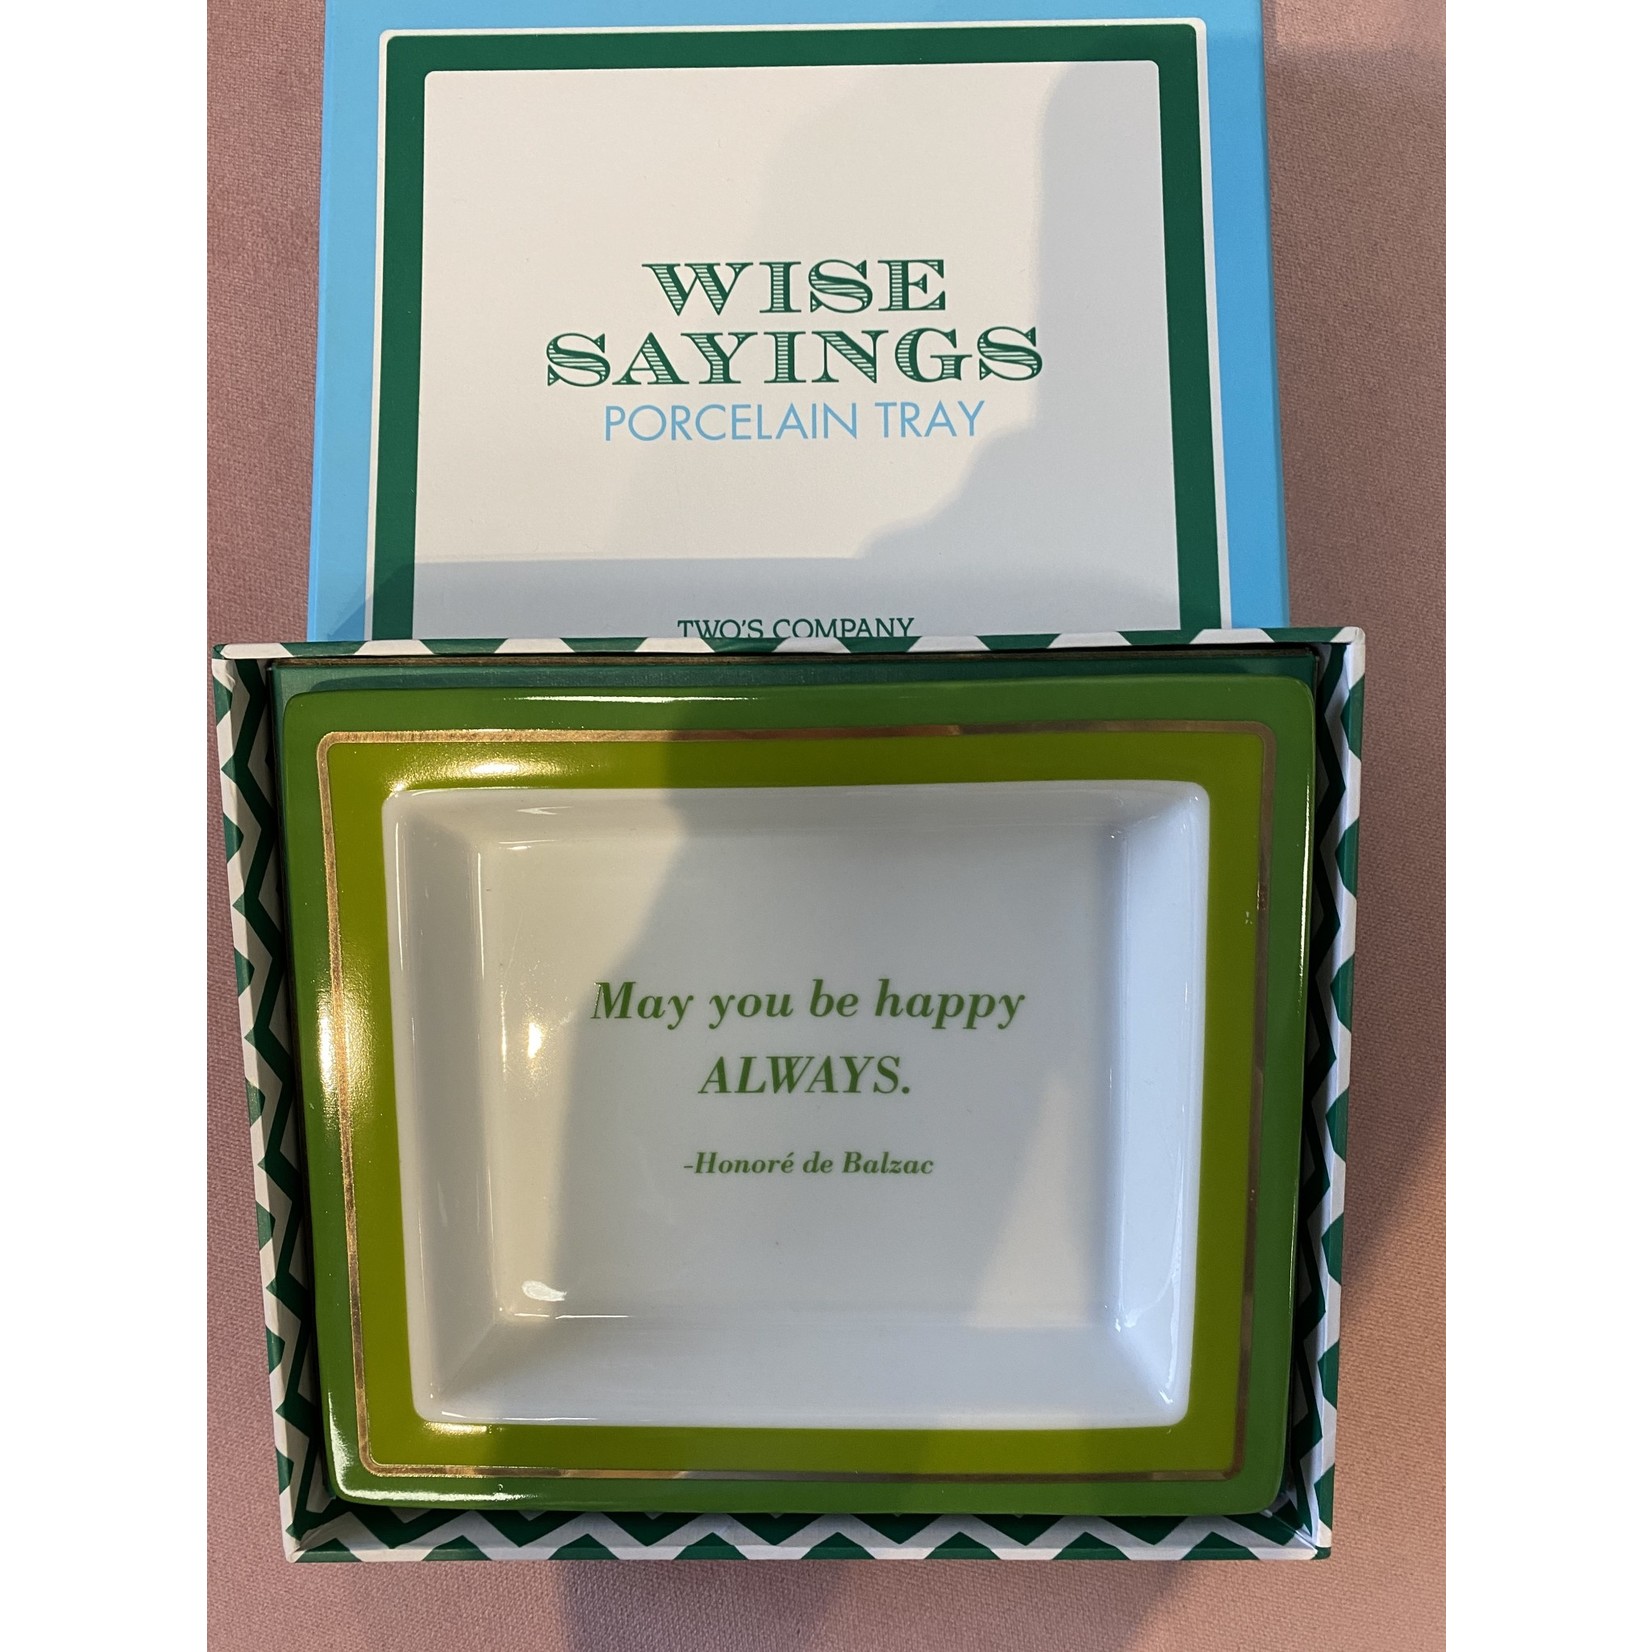 WISE
SAYINGS
PORCELAIN TRAY
TWO'S COMPANY
May you be happy
ALWAYS.
-Honoré de Balzac